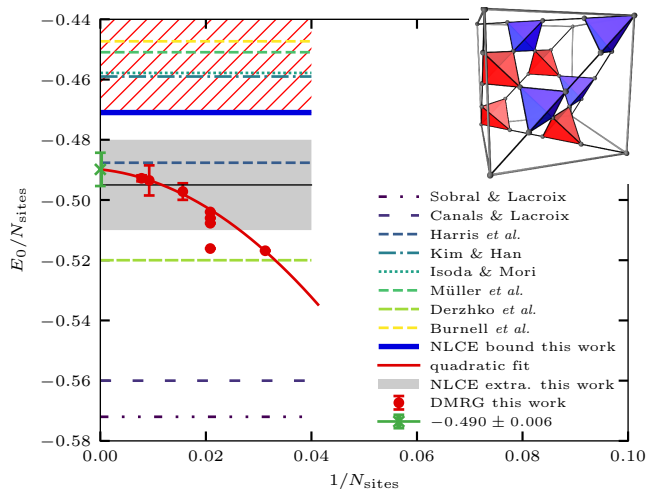 −0.44
−0.46
−0.48
−0.50
−0.52
−0.54
−0.56
−0.58
E₀/N_sites
0.00
0.02
0.04
0.06
0.08
0.10
1/N_sites
Sobral & Lacroix
Canals & Lacroix
Harris et al.
Kim & Han
Isoda & Mori
Müller et al.
Derzhko et al.
Burnell et al.
NLCE bound this work
quadratic fit
NLCE extra. this work
DMRG this work
−0.490 ± 0.006